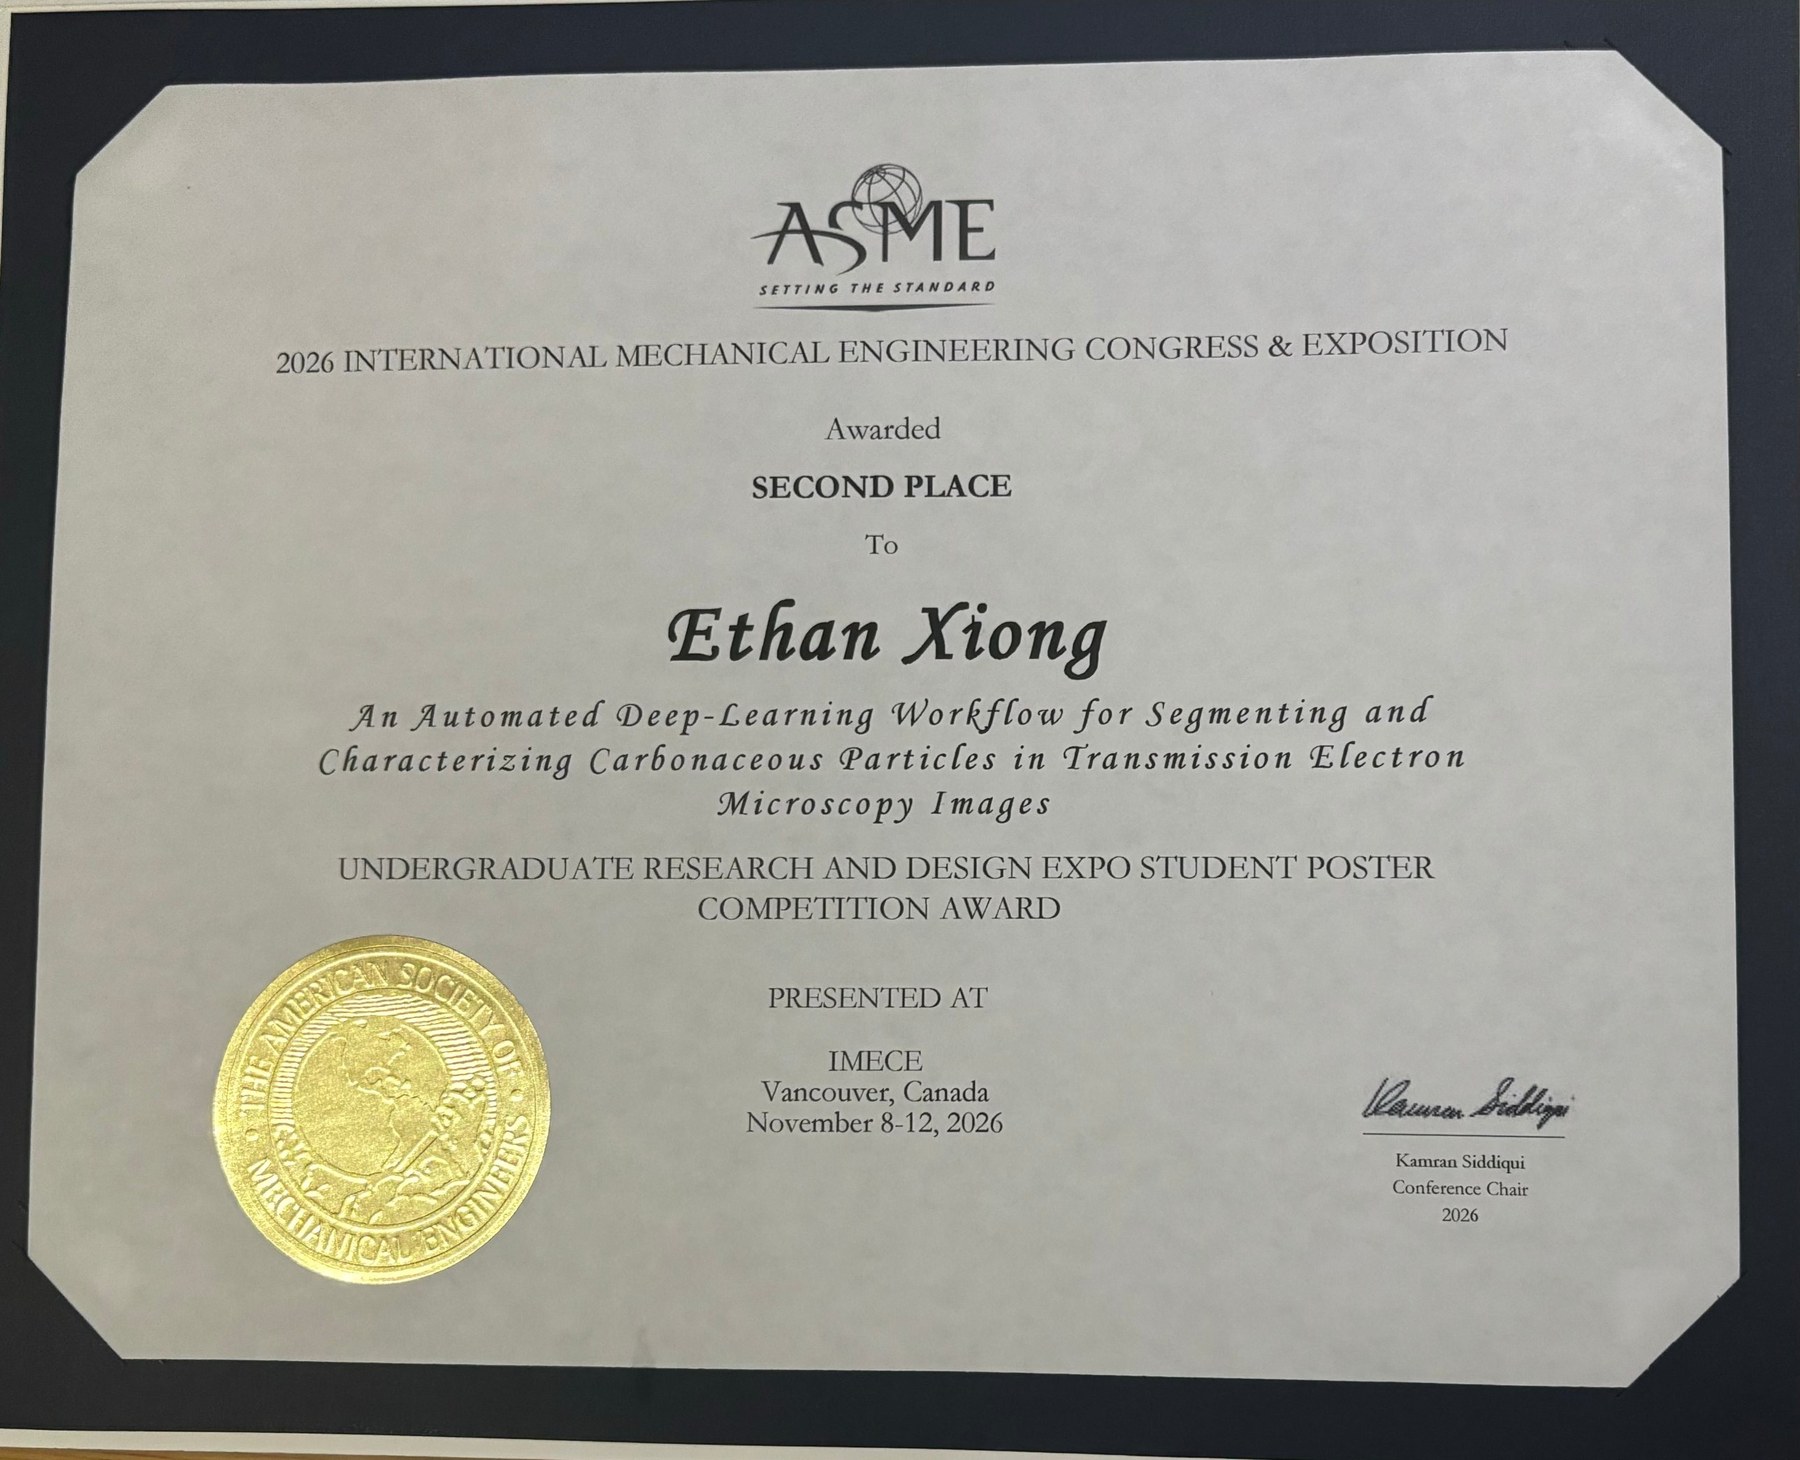 ASME
SETTING THE STANDARD
2026 INTERNATIONAL MECHANICAL ENGINEERING CONGRESS & EXPOSITION
Awarded
SECOND PLACE
To
Ethan Xiong
An Automated Deep-Learning Workflow for Segmenting and
Characterizing Carbonaceous Particles in Transmission Electron
Microscopy Images
UNDERGRADUATE RESEARCH AND DESIGN EXPO STUDENT POSTER
COMPETITION AWARD
PRESENTED AT
IMECE
Vancouver, Canada
November 8-12, 2026
THE AMERICAN SOCIETY OF
MECHANICAL ENGINEERS
Kamran Siddiqui
Kamran Siddiqui
Conference Chair
2026